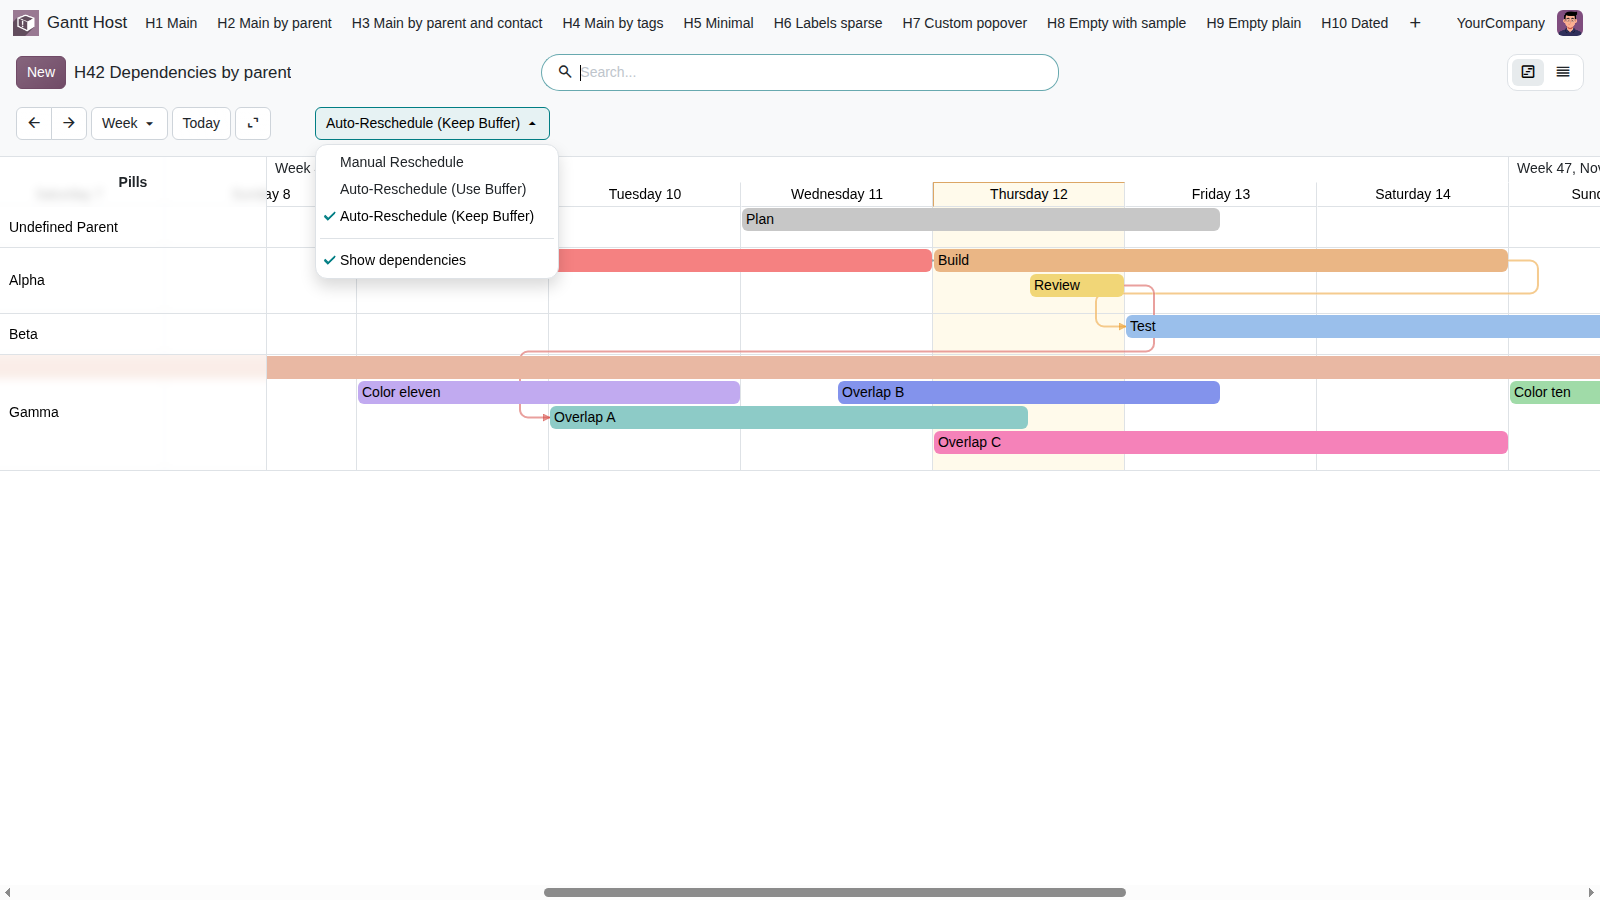 Gantt Host H1 Main H2 Main by parent H3 Main by parent and contact H4 Main by tags H5 Minimal H6 Labels sparse H7 Custom popover H8 Empty with sample H9 Empty plain H10 Dated + YourCompany
New H42 Dependencies by parent Search...
Week Today Auto-Reschedule (Keep Buffer)
Manual Reschedule
Auto-Reschedule (Use Buffer)
Auto-Reschedule (Keep Buffer)
Show dependencies
Week Week 47, Nov
Pills
ay 8 Tuesday 10 Wednesday 11 Thursday 12 Friday 13 Saturday 14 Sund
Undefined Parent Plan
Alpha Build
Review
Beta Test
Gamma Color eleven Overlap B Color ten
Overlap A
Overlap C